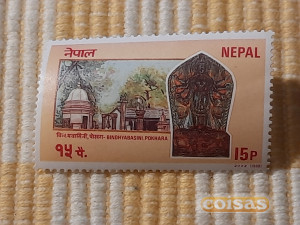 नेपाल NEPAL
विन्ध्यवासिनी, पोखरा - BINDHYABASINI, POKHARA
१५ पै. 15P
coisas